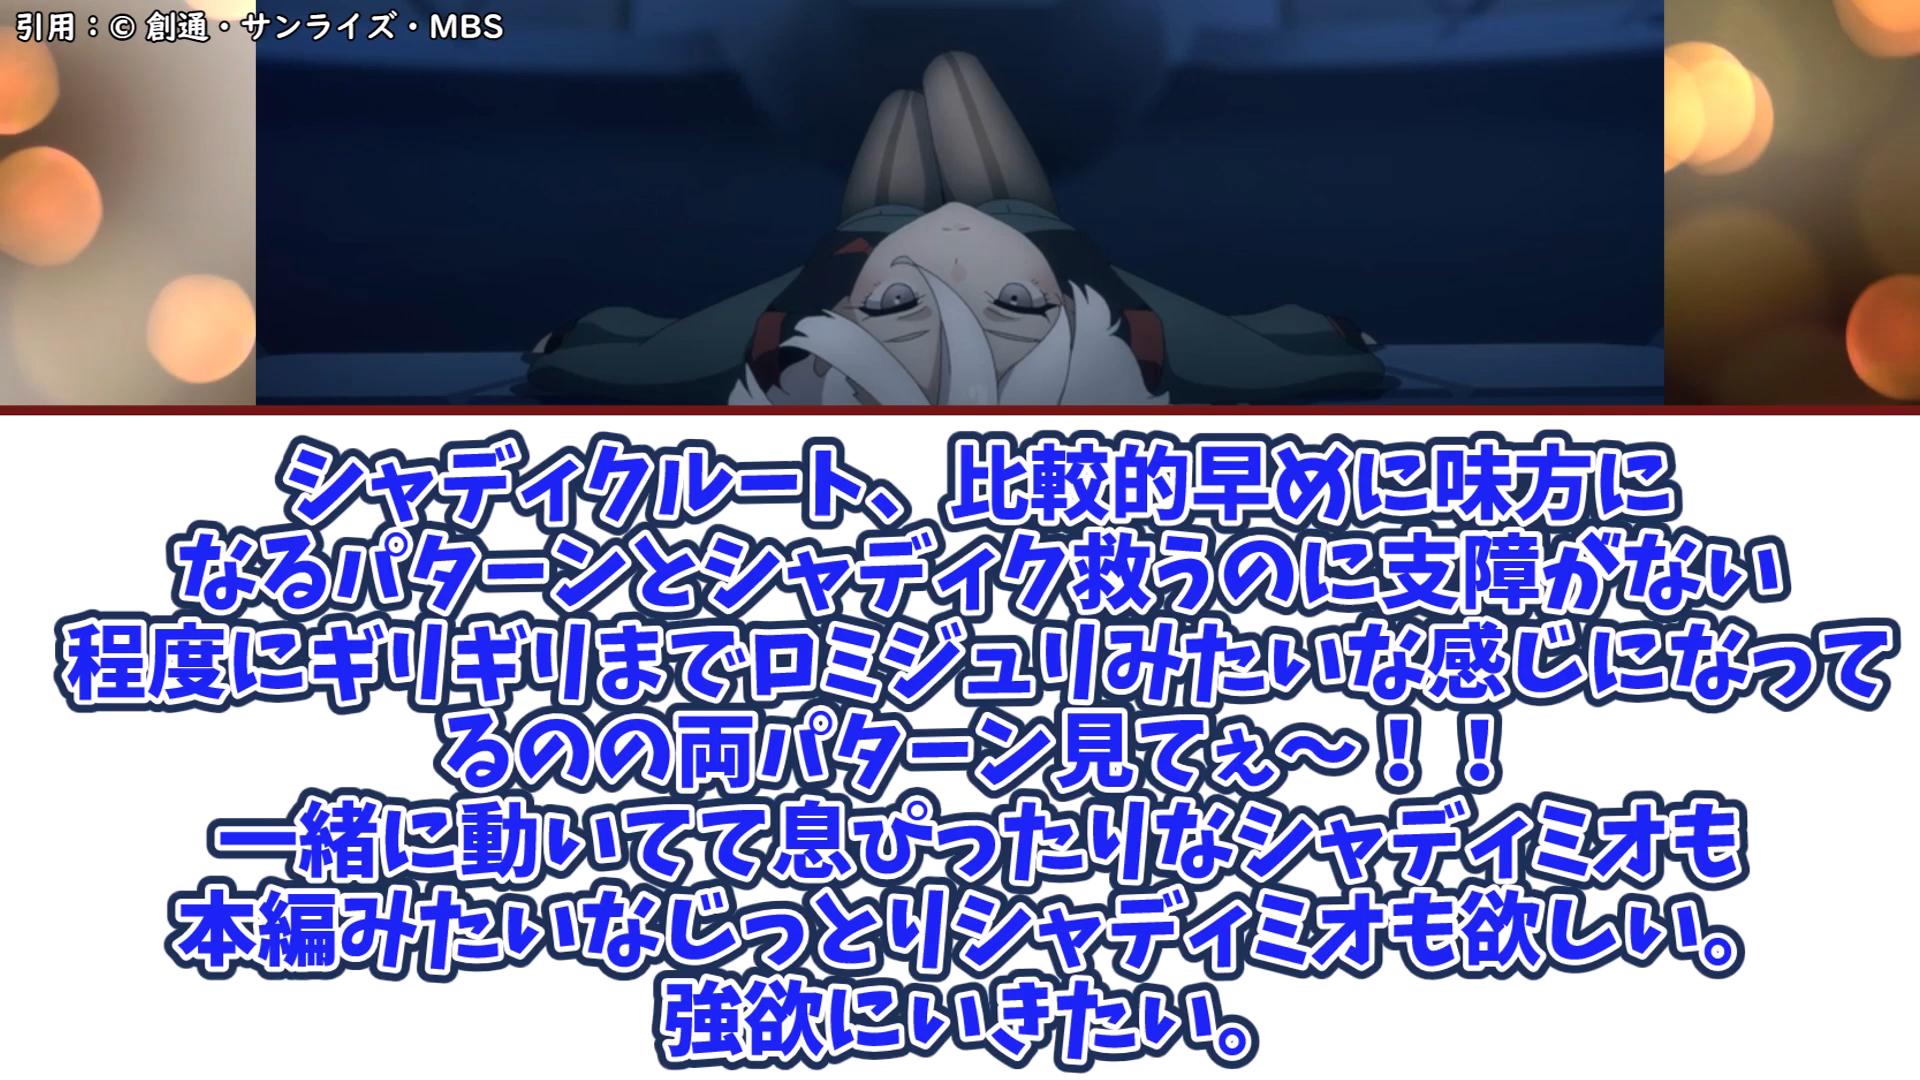 引用：© 創通・サンライズ・MBS
シャディクルート、比較的早めに味方に
なるパターンとシャディク救うのに支障がない
程度にギリギリまでロミジュリみたいな感じになって
るのの両パターン見てぇ～！！
一緒に動いてて息ぴったりなシャディミオも
本編みたいなじっとりシャディミオも欲しい。
強欲にいきたい。